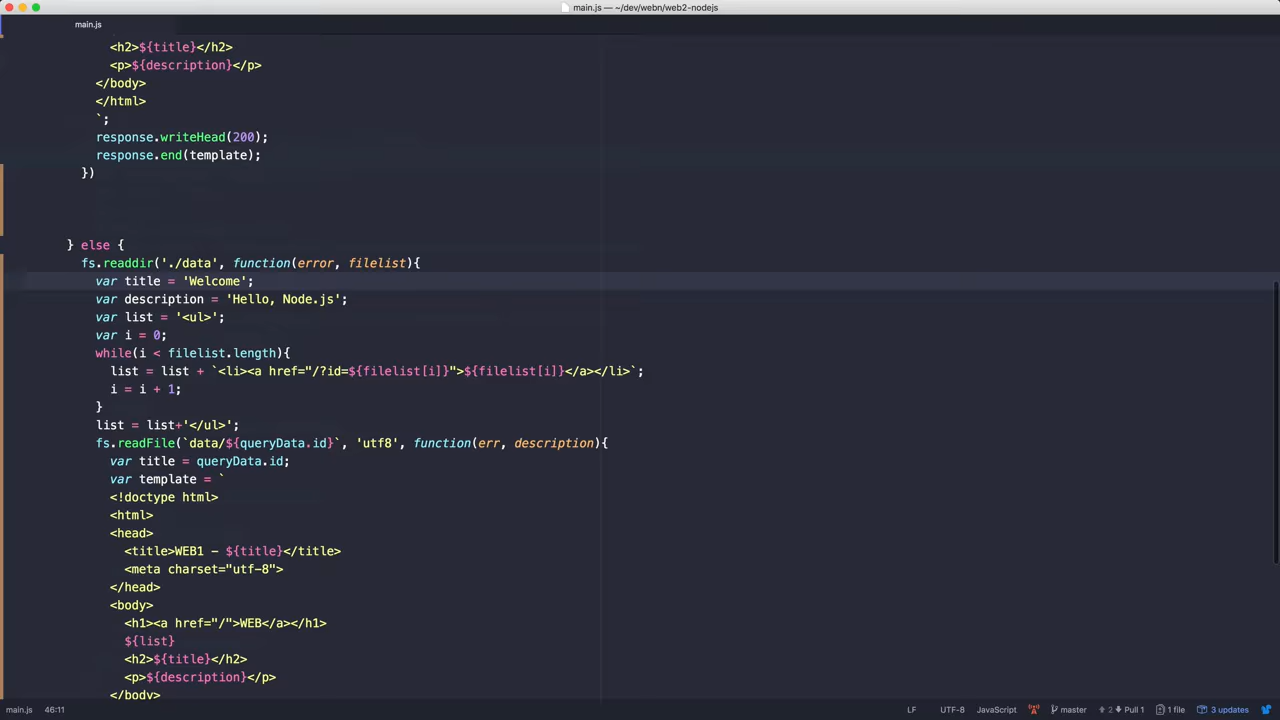 main.js — ~/dev/webn/web2-nodejs
main.js
<h2>${title}</h2>
<p>${description}</p>
</body>
</html>
`;
response.writeHead(200);
response.end(template);
})
} else {
fs.readdir('./data', function(error, filelist){
var title = 'Welcome';
var description = 'Hello, Node.js';
var list = '<ul>';
var i = 0;
while(i < filelist.length){
list = list + `<li><a href="/?id=${filelist[i]}">${filelist[i]}</a></li>`;
i = i + 1;
}
list = list+'</ul>';
fs.readFile(`data/${queryData.id}`, 'utf8', function(err, description){
var title = queryData.id;
var template = `
<!doctype html>
<html>
<head>
<title>WEB1 - ${title}</title>
<meta charset="utf-8">
</head>
<body>
<h1><a href="/">WEB</a></h1>
${list}
<h2>${title}</h2>
<p>${description}</p>
</body>
main.js 46:11 LF UTF-8 JavaScript master 2 Pull 1 1 file 3 updates